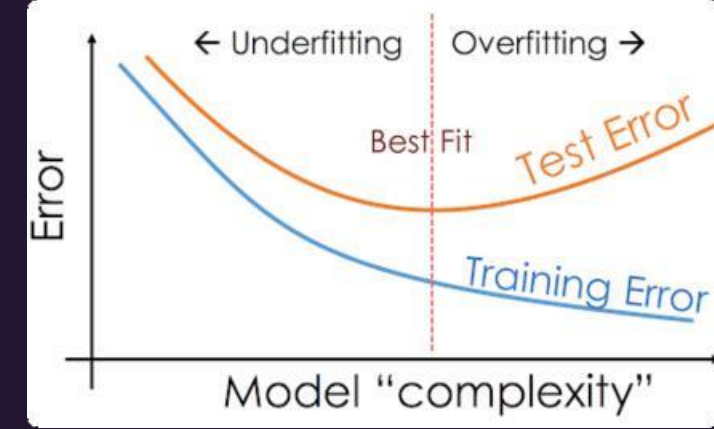 ← Underfitting
Overfitting →
Best Fit
Test Error
Error
Training Error
Model “complexity”